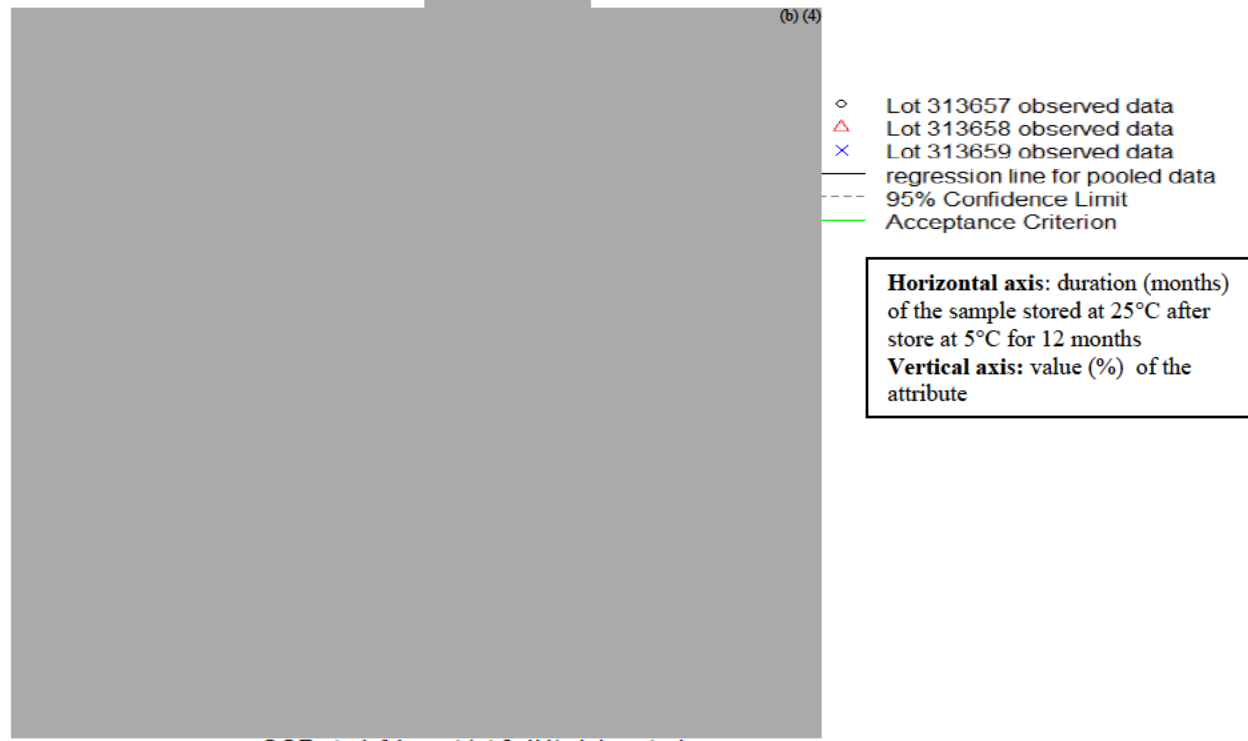 (b) (4)
Lot 313657 observed data
Lot 313658 observed data
Lot 313659 observed data
regression line for pooled data
95% Confidence Limit
Acceptance Criterion
Horizontal axis: duration (months)
of the sample stored at 25°C after
store at 5°C for 12 months
Vertical axis: value (%) of the
attribute